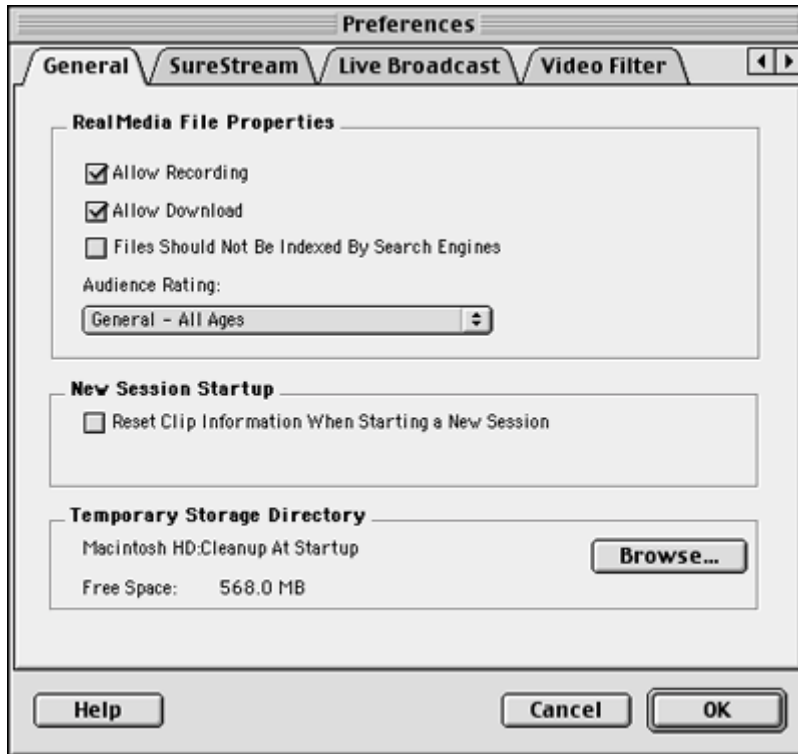 Preferences
General SureStream Live Broadcast Video Filter
RealMedia File Properties
Allow Recording
Allow Download
Files Should Not Be Indexed By Search Engines
Audience Rating:
General - All Ages
New Session Startup
Reset Clip Information When Starting a New Session
Temporary Storage Directory
Macintosh HD:Cleanup At Startup
Browse...
Free Space: 568.0 MB
Help Cancel OK